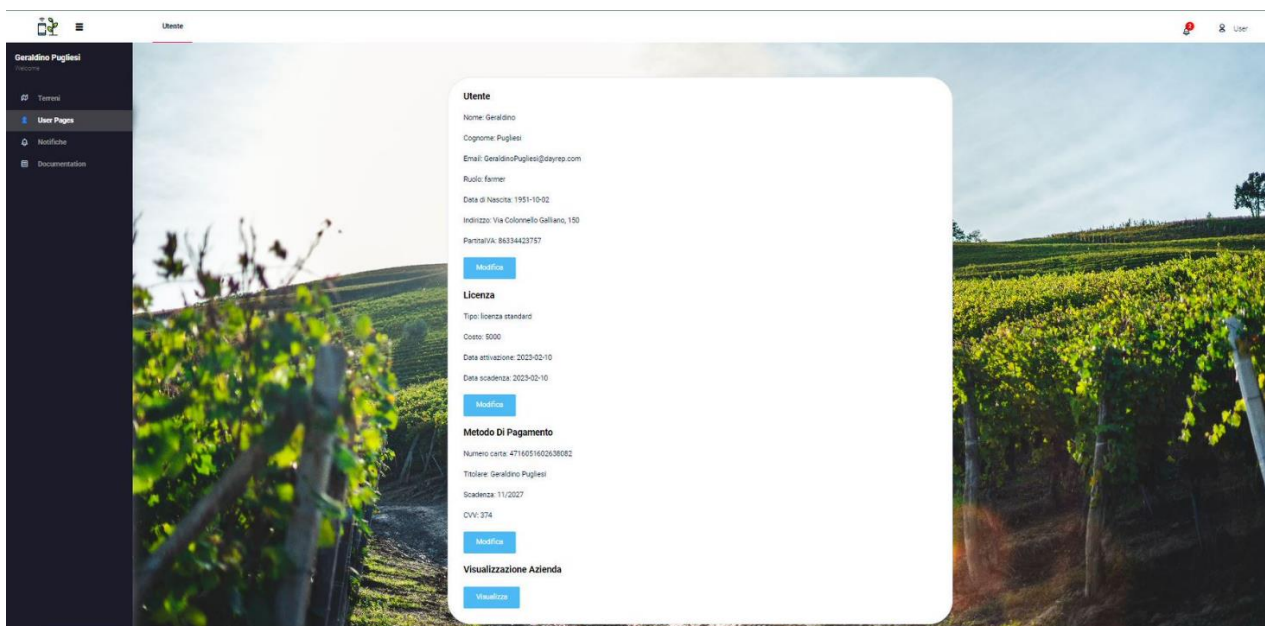 Utente
2
User
Geraldino Pugliesi
Welcome
Terreni
User Pages
Notifiche
Documentation
Utente
Nome: Geraldino
Cognome: Pugliesi
Email: GeraldinoPugliesi@dayrep.com
Ruolo: farmer
Data di Nascita: 1951-10-02
Indirizzo: Via Colonnello Galliano, 150
PartitaIVA: 86334423757
Modifica
Licenza
Tipo: licenza standard
Costo: 5000
Data attivazione: 2023-02-10
Data scadenza: 2023-02-10
Modifica
Metodo Di Pagamento
Numero carta: 4716051602638082
Titolare: Geraldino Pugliesi
Scadenza: 11/2027
CVV: 374
Modifica
Visualizzazione Azienda
Visualizza